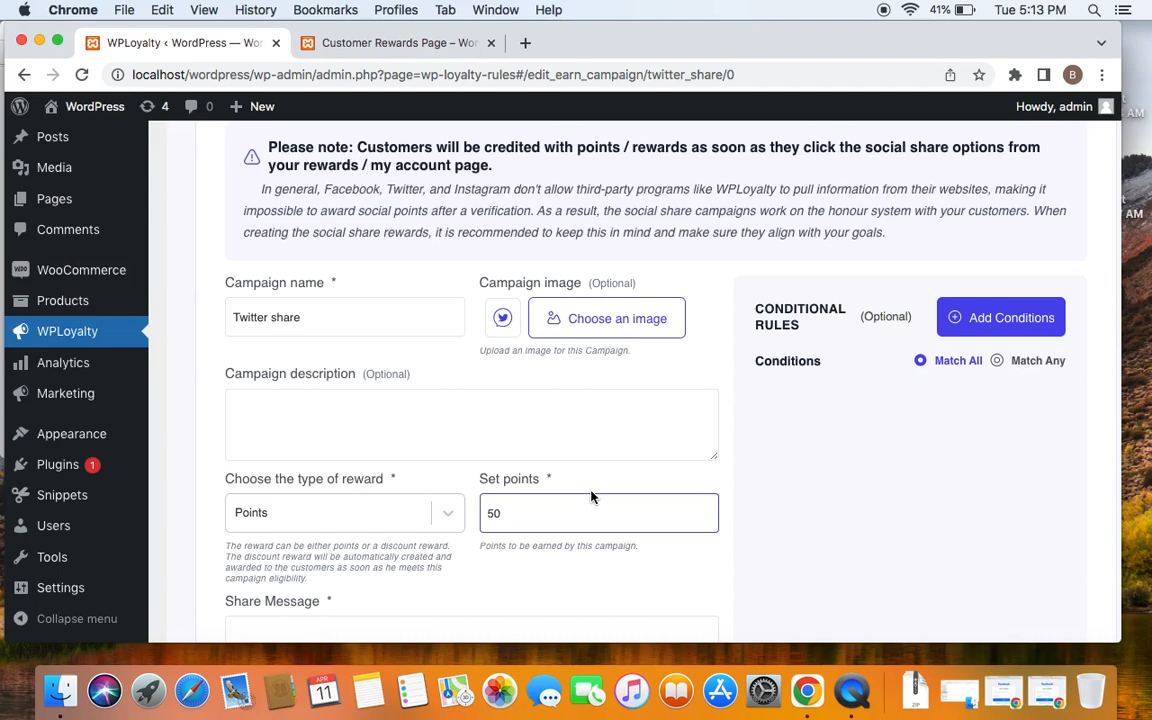 Chrome File Edit View History Bookmarks Profiles Tab Window Help 41% Tue 5:13 PM
WPLoyalty ‹ WordPress — Wor Customer Rewards Page – Wor
localhost/wordpress/wp-admin/admin.php?page=wp-loyalty-rules#/edit_earn_campaign/twitter_share/0 B
AM
WordPress 4 0 New Howdy, admin
Posts
Media
Pages
Comments
WooCommerce
Products
WPLoyalty
Analytics
Marketing
Appearance
Plugins 1
Snippets
Users
Tools
Settings
Collapse menu
Please note: Customers will be credited with points / rewards as soon as they click the social share options from
your rewards / my account page.
In general, Facebook, Twitter, and Instagram don't allow third-party programs like WPLoyalty to pull information from their websites, making it
impossible to award social points after a verification. As a result, the social share campaigns work on the honour system with your customers. When
creating the social share rewards, it is recommended to keep this in mind and make sure they align with your goals.
Campaign name * Campaign image (Optional)
Twitter share Choose an image
Upload an image for this Campaign.
Campaign description (Optional)
Choose the type of reward * Set points *
Points 50
The reward can be either points or a discount reward.
The discount reward will be automatically created and
awarded to the customers as soon as he meets this
campaign eligibility.
Points to be earned by this campaign.
Share Message *
CONDITIONAL
RULES (Optional) Add Conditions
Conditions Match All Match Any
t
AM
APR
11
ZIP